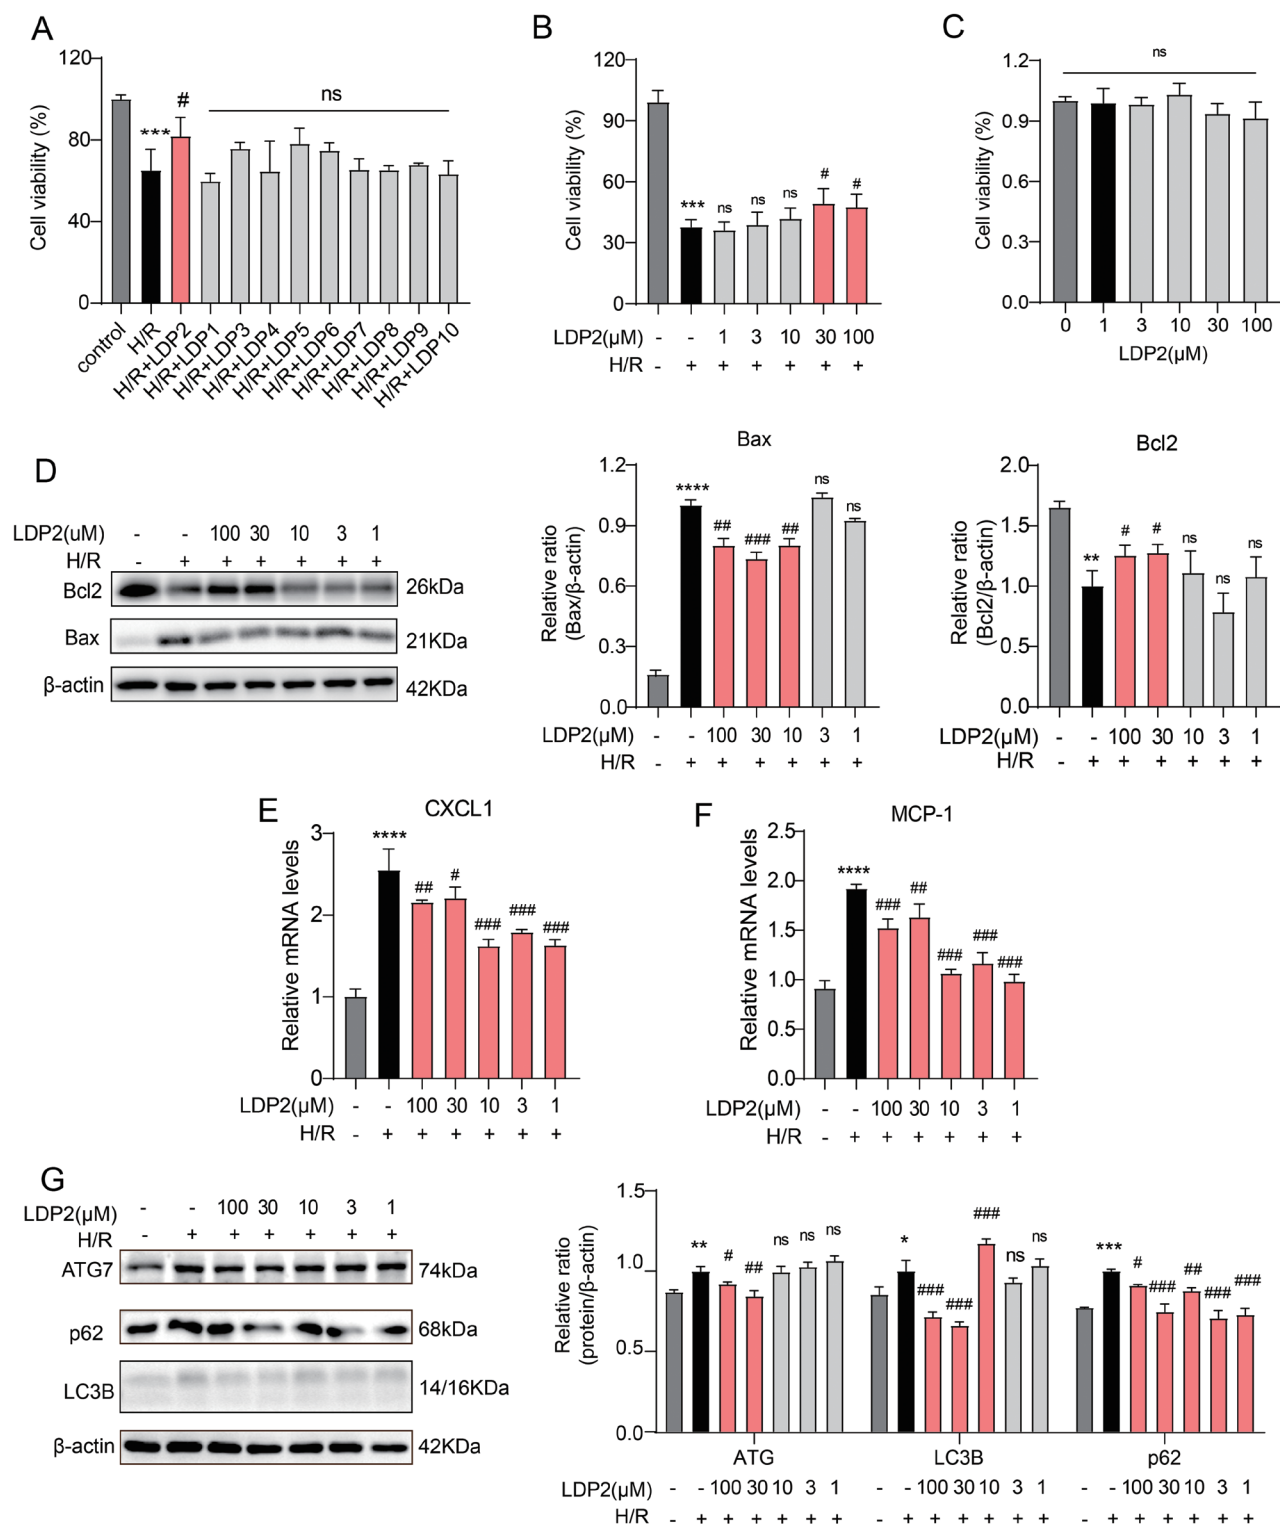 A
120
80
40
0
Cell viability (%)
***
#
ns
control
H/R
H/R+LDP2
H/R+LDP1
H/R+LDP3
H/R+LDP4
H/R+LDP5
H/R+LDP6
H/R+LDP7
H/R+LDP8
H/R+LDP9
H/R+LDP10
B
120
90
60
30
0
Cell viability (%)
*** ns ns ns # #
LDP2(μM) - - 1 3 10 30 100
H/R - + + + + + +
C
1.2
0.9
0.6
0.3
0.0
Cell viability (%)
ns
0 1 3 10 30 100
LDP2(μM)
D
LDP2(uM) - - 100 30 10 3 1
H/R - + + + + + +
Bcl2 26kDa
Bax 21KDa
β-actin 42KDa
Bax
1.2
0.9
0.6
0.3
0.0
Relative ratio
(Bax/β-actin)
**** ## ### ## ns ns
LDP2(μM) - - 100 30 10 3 1
H/R - + + + + + +
Bcl2
2.0
1.5
1.0
0.5
0.0
Relative ratio
(Bcl2/β-actin)
** # # ns ns ns
LDP2(μM) - - 100 30 10 3 1
H/R - + + + + + +
E
CXCL1
3
2
1
0
Relative mRNA levels
**** ## # ### ### ###
LDP2(μM) - - 100 30 10 3 1
H/R - + + + + + +
F
MCP-1
2.5
2.0
1.5
1.0
0.5
0.0
Relative mRNA levels
**** ### ## ### ### ###
LDP2(μM) - - 100 30 10 3 1
H/R - + + + + + +
G
LDP2(μM) - - 100 30 10 3 1
H/R - + + + + + +
ATG7 74kDa
p62 68kDa
LC3B 14/16KDa
β-actin 42KDa
1.5
1.0
0.5
0.0
Relative ratio
(protein/β-actin)
** # ## ns ns ns * ### ### ### ns ns *** # ### ## ### ###
ATG LC3B p62
LDP2(μM) - - 100 30 10 3 1 - - 100 30 10 3 1 - - 100 30 10 3 1
H/R - + + + + + + - + + + + + + - + + + + + +